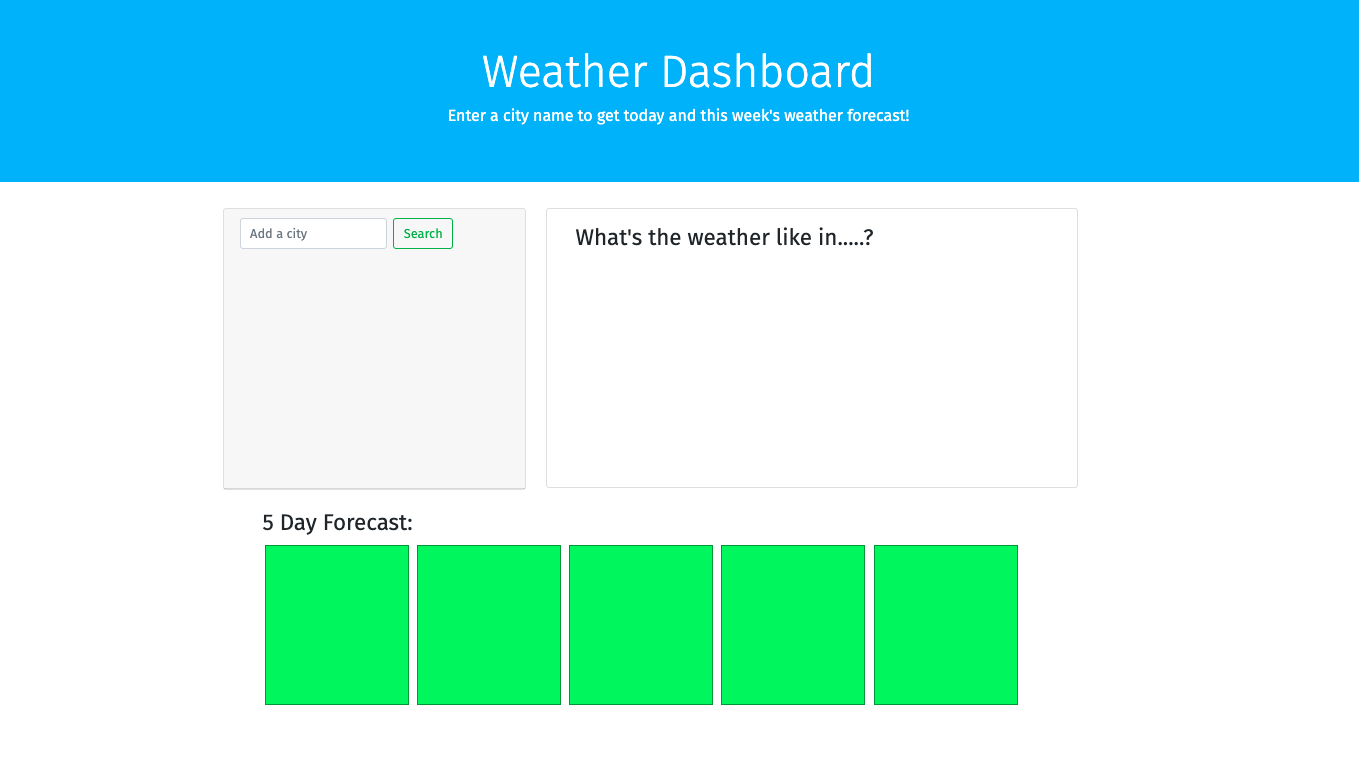 Weather Dashboard
Enter a city name to get today and this week's weather forecast!
Add a city
Search
What's the weather like in.....?
5 Day Forecast: